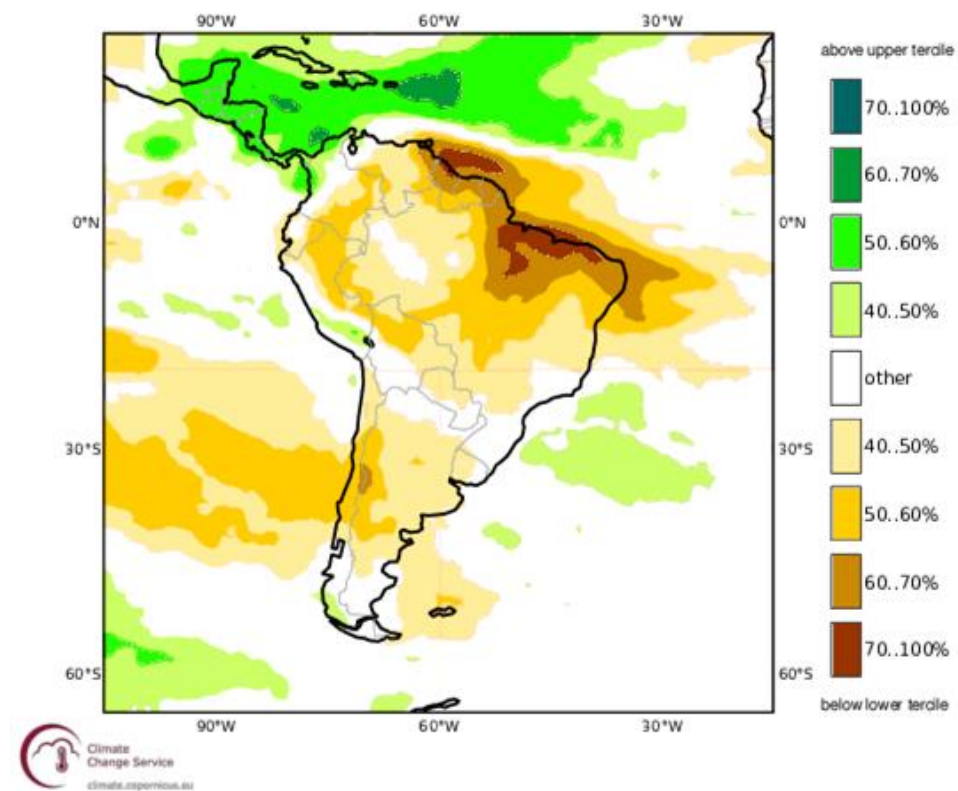 90°W 60°W 30°W
above upper tercile
70..100%
60..70%
50..60%
40..50%
other
40..50%
50..60%
60..70%
70..100%
below lower tercile
0°N 0°N
30°S 30°S
60°S 60°S
90°W 60°W 30°W
Climate
Change Service
climate.copernicus.eu